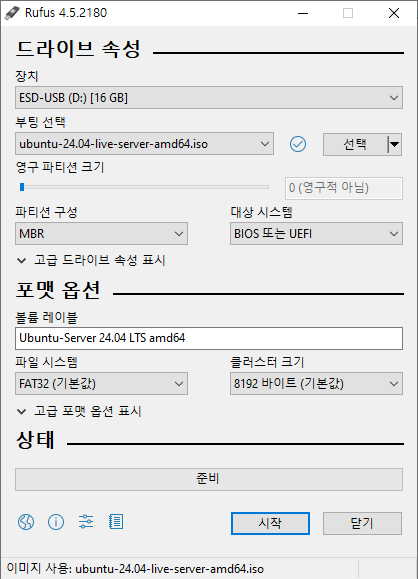 Rufus 4.5.2180
드라이브 속성
장치
ESD-USB (D:) [16 GB]
부팅 선택
ubuntu-24.04-live-server-amd64.iso 선택
영구 파티션 크기
0 (영구적 아님)
파티션 구성 대상 시스템
MBR BIOS 또는 UEFI
고급 드라이브 속성 표시
포맷 옵션
볼륨 레이블
Ubuntu-Server 24.04 LTS amd64
파일 시스템 클러스터 크기
FAT32 (기본값) 8192 바이트 (기본값)
고급 포맷 옵션 표시
상태
준비
시작 닫기
이미지 사용: ubuntu-24.04-live-server-amd64.iso